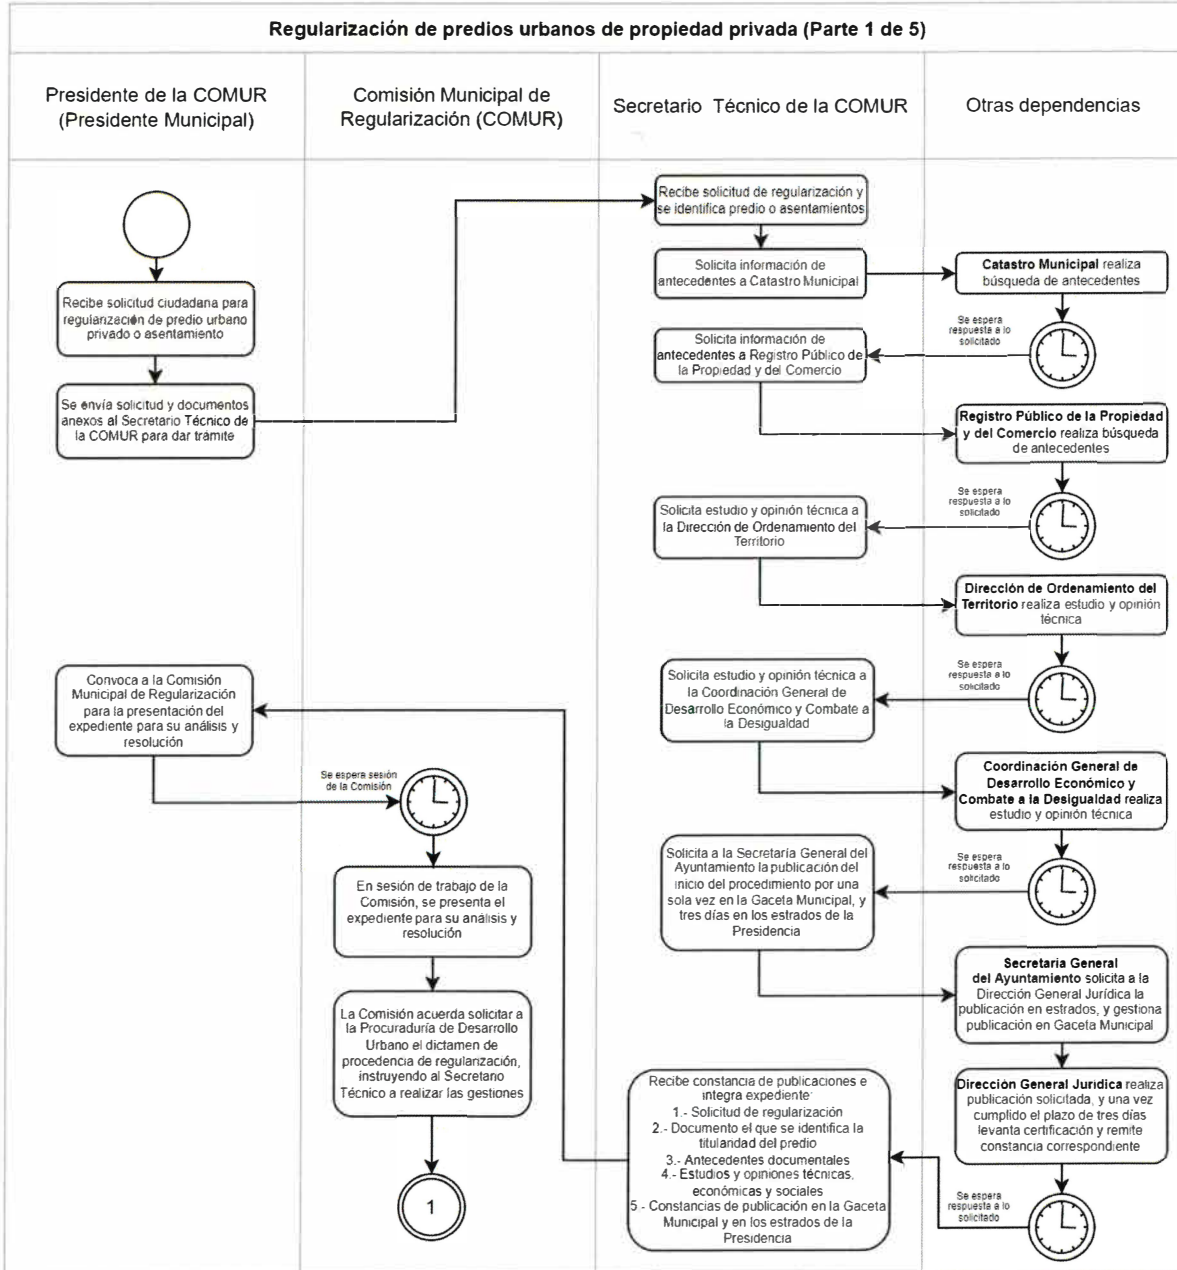 Regularización de predios urbanos de propiedad privada (Parte 1 de 5)
Presidente de la COMUR
(Presidente Municipal)
Comisión Municipal de
Regularización (COMUR)
Secretario Técnico de la COMUR
Otras dependencias
Recibe solicitud ciudadana para
regularización de predio urbano
privado o asentamiento
Se envía solicitud y documentos
anexos al Secretario Técnico de
la COMUR para dar trámite
Recibe solicitud de regularización y
se identifica predio o asentamientos
Solicita información de
antecedentes a Catastro Municipal
Catastro Municipal realiza
búsqueda de antecedentes
Se espera
respuesta a lo
solicitado
Solicita información de
antecedentes a Registro Público de
la Propiedad y del Comercio
Registro Público de la Propiedad
y del Comercio realiza búsqueda
de antecedentes
Se espera
respuesta a lo
solicitado
Solicita estudio y opinión técnica a
la Dirección de Ordenamiento del
Territorio
Dirección de Ordenamiento del
Territorio realiza estudio y opinión
técnica
Se espera
respuesta a lo
solicitado
Solicita estudio y opinión técnica a
la Coordinación General de
Desarrollo Económico y Combate a
la Desigualdad
Coordinación General de
Desarrollo Económico y
Combate a la Desigualdad realiza
estudio y opinión técnica
Se espera
respuesta a lo
solicitado
Solicita a la Secretaría General del
Ayuntamiento la publicación del
inicio del procedimiento por una
sola vez en la Gaceta Municipal, y
tres días en los estrados de la
Presidencia
Secretaría General
del Ayuntamiento solicita a la
Dirección General Jurídica la
publicación en estrados, y gestiona
publicación en Gaceta Municipal
Dirección General Jurídica realiza
publicación solicitada, y una vez
cumplido el plazo de tres días
levanta certificación y remite
constancia correspondiente
Se espera
respuesta a lo
solicitado
Recibe constancia de publicaciones e
integra expediente:
1.- Solicitud de regularización
2.- Documento el que se identifica la
titularidad del predio
3.- Antecedentes documentales
4.- Estudios y opiniones técnicas,
económicas y sociales
5.- Constancias de publicación en la Gaceta
Municipal y en los estrados de la
Presidencia
Convoca a la Comisión
Municipal de Regularización
para la presentación del
expediente para su análisis y
resolución
Se espera sesión
de la Comisión
En sesión de trabajo de la
Comisión, se presenta el
expediente para su análisis y
resolución
La Comisión acuerda solicitar a
la Procuraduría de Desarrollo
Urbano el dictamen de
procedencia de regularización,
instruyendo al Secretario
Técnico a realizar las gestiones
1